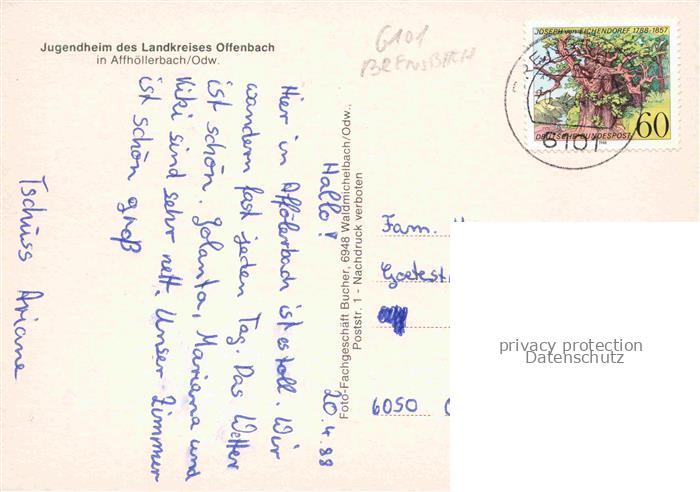 Jugendheim des Landkreises Offenbach
in Affhöllerbach/Odw.
6101
BRENSBACH
JOSEPH von EICHENDORFF 1788-1857
DEUTSCHE BUNDESPOST
60
6101
20.4.88
Hallo!
Hier in Affölerbach ist es toll. Wir
wandern fast jeden Tag. Das Wetter
ist schön. Jolanta, Mariana und
Kiki sind sehr nett. Unser Zimmer
ist schön groß
Tschüss Ariane
Foto-Fachgeschäft Bucher, 6948 Waldmichelbach/Odw.,
Poststr. 1 - Nachdruck verboten
Fam.
6050
privacy protection
Datenschutz